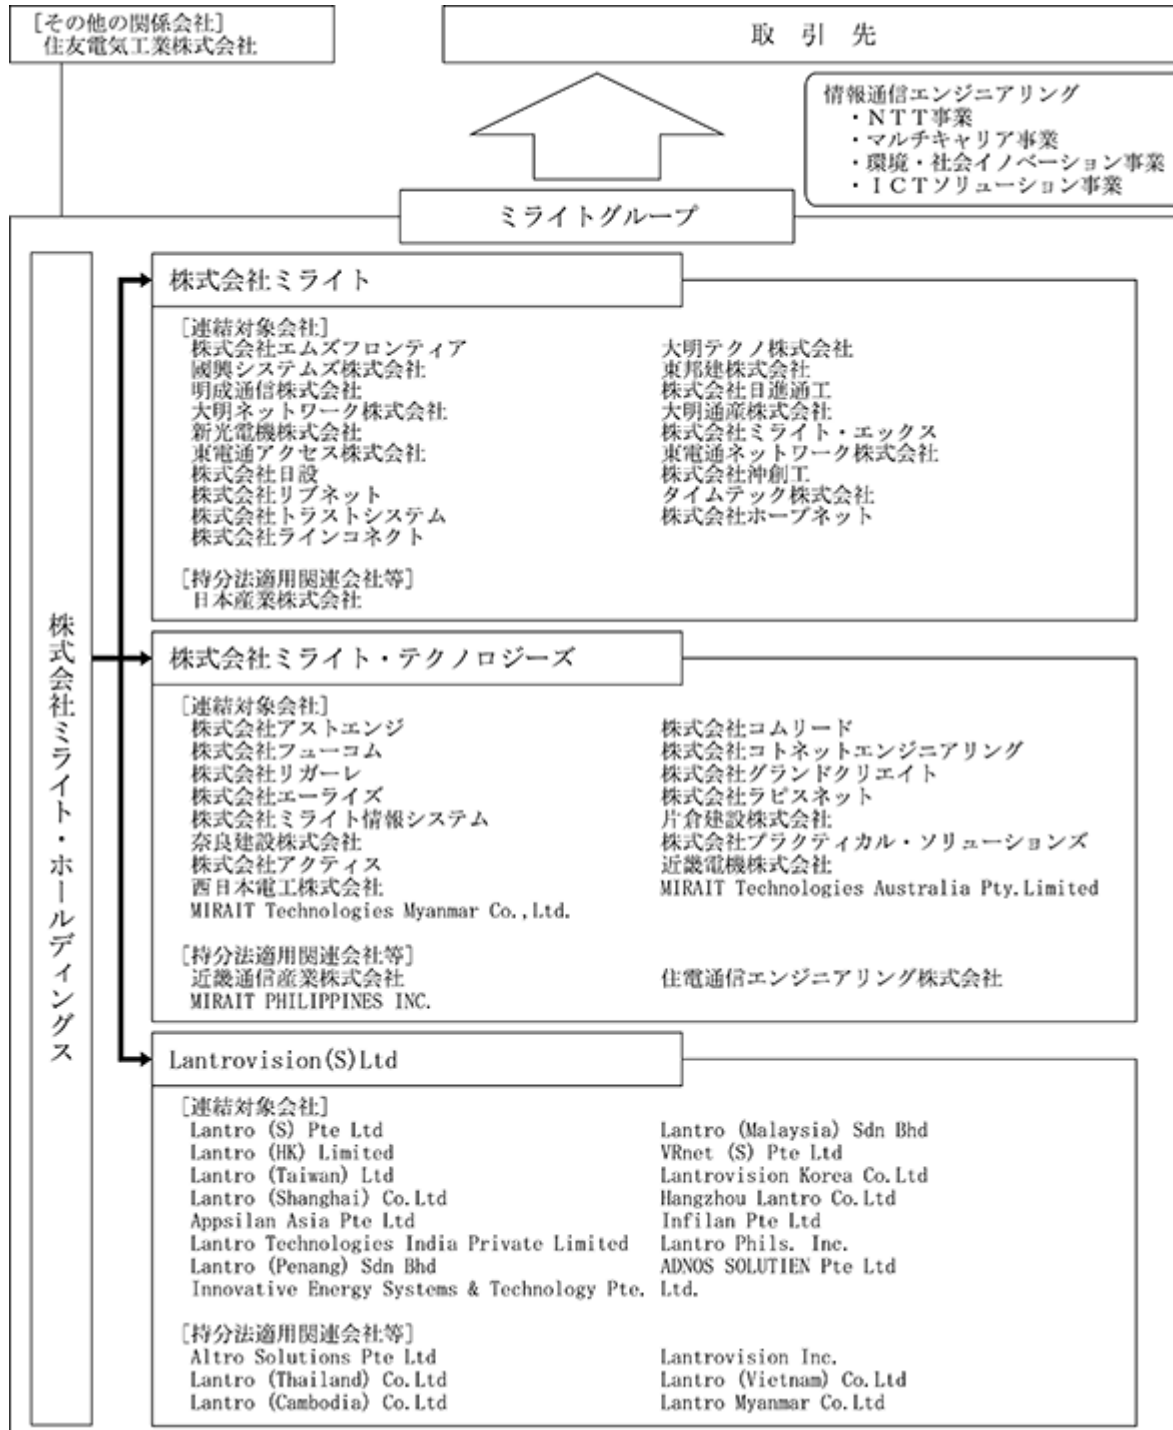 ［その他の関係会社］
住友電気工業株式会社
取　引　先
情報通信エンジニアリング
・ＮＴＴ事業
・マルチキャリア事業
・環境・社会イノベーション事業
・ＩＣＴソリューション事業
ミライトグループ
株式会社ミライト・ホールディングス
株式会社ミライト
［連結対象会社］
株式会社エムズフロンティア　大明テクノ株式会社
國興システムズ株式会社　東邦建株式会社
明成通信株式会社　株式会社日進通工
大明ネットワーク株式会社　大明通産株式会社
新光電機株式会社　株式会社ミライト・エックス
東電通アクセス株式会社　東電通ネットワーク株式会社
株式会社日設　株式会社沖創工
株式会社リブネット　タイムテック株式会社
株式会社トラストシステム　株式会社ホープネット
株式会社ラインコネクト
［持分法適用関連会社等］
日本産業株式会社
株式会社ミライト・テクノロジーズ
［連結対象会社］
株式会社アストエンジ　株式会社コムリード
株式会社フューコム　株式会社コトネットエンジニアリング
株式会社リガーレ　株式会社グランドクリエイト
株式会社エーライズ　株式会社ラピスネット
株式会社ミライト情報システム　片倉建設株式会社
奈良建設株式会社　株式会社プラクティカル・ソリューションズ
株式会社アクティス　近畿電機株式会社
西日本電工株式会社　MIRAIT Technologies Australia Pty.Limited
MIRAIT Technologies Myanmar Co.,Ltd.
［持分法適用関連会社等］
近畿通信産業株式会社　住電通信エンジニアリング株式会社
MIRAIT PHILIPPINES INC.
Lantrovision(S)Ltd
［連結対象会社］
Lantro (S) Pte Ltd　Lantro (Malaysia) Sdn Bhd
Lantro (HK) Limited　VRnet (S) Pte Ltd
Lantro (Taiwan) Ltd　Lantrovision Korea Co.Ltd
Lantro (Shanghai) Co.Ltd　Hangzhou Lantro Co.Ltd
Appsilan Asia Pte Ltd　Infilan Pte Ltd
Lantro Technologies India Private Limited　Lantro Phils. Inc.
Lantro (Penang) Sdn Bhd　ADNOS SOLUTIEN Pte Ltd
Innovative Energy Systems & Technology Pte. Ltd.
［持分法適用関連会社等］
Altro Solutions Pte Ltd　Lantrovision Inc.
Lantro (Thailand) Co.Ltd　Lantro (Vietnam) Co.Ltd
Lantro (Cambodia) Co.Ltd　Lantro Myanmar Co.Ltd